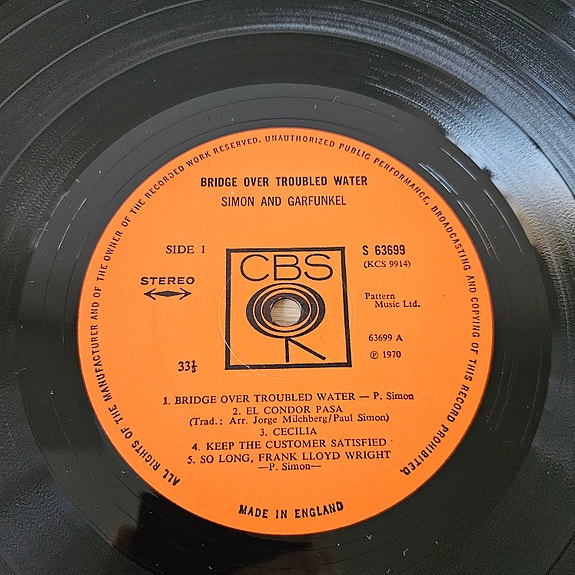 ALL RIGHTS OF THE MANUFACTURER AND OF THE OWNER OF THE RECORDED WORK RESERVED. UNAUTHORIZED PUBLIC PERFORMANCE, BROADCASTING AND COPYING OF THIS RECORD PROHIBITED.
BRIDGE OVER TROUBLED WATER
SIMON AND GARFUNKEL
SIDE 1
S 63699
(KCS 9914)
STEREO
CBS
Pattern
Music Ltd.
63699 A
℗ 1970
33⅓
1. BRIDGE OVER TROUBLED WATER — P. Simon
2. EL CONDOR PASA
(Trad.: Arr. Jorge Milchberg/Paul Simon)
3. CECILIA
4. KEEP THE CUSTOMER SATISFIED
5. SO LONG, FRANK LLOYD WRIGHT
—P. Simon—
MADE IN ENGLAND